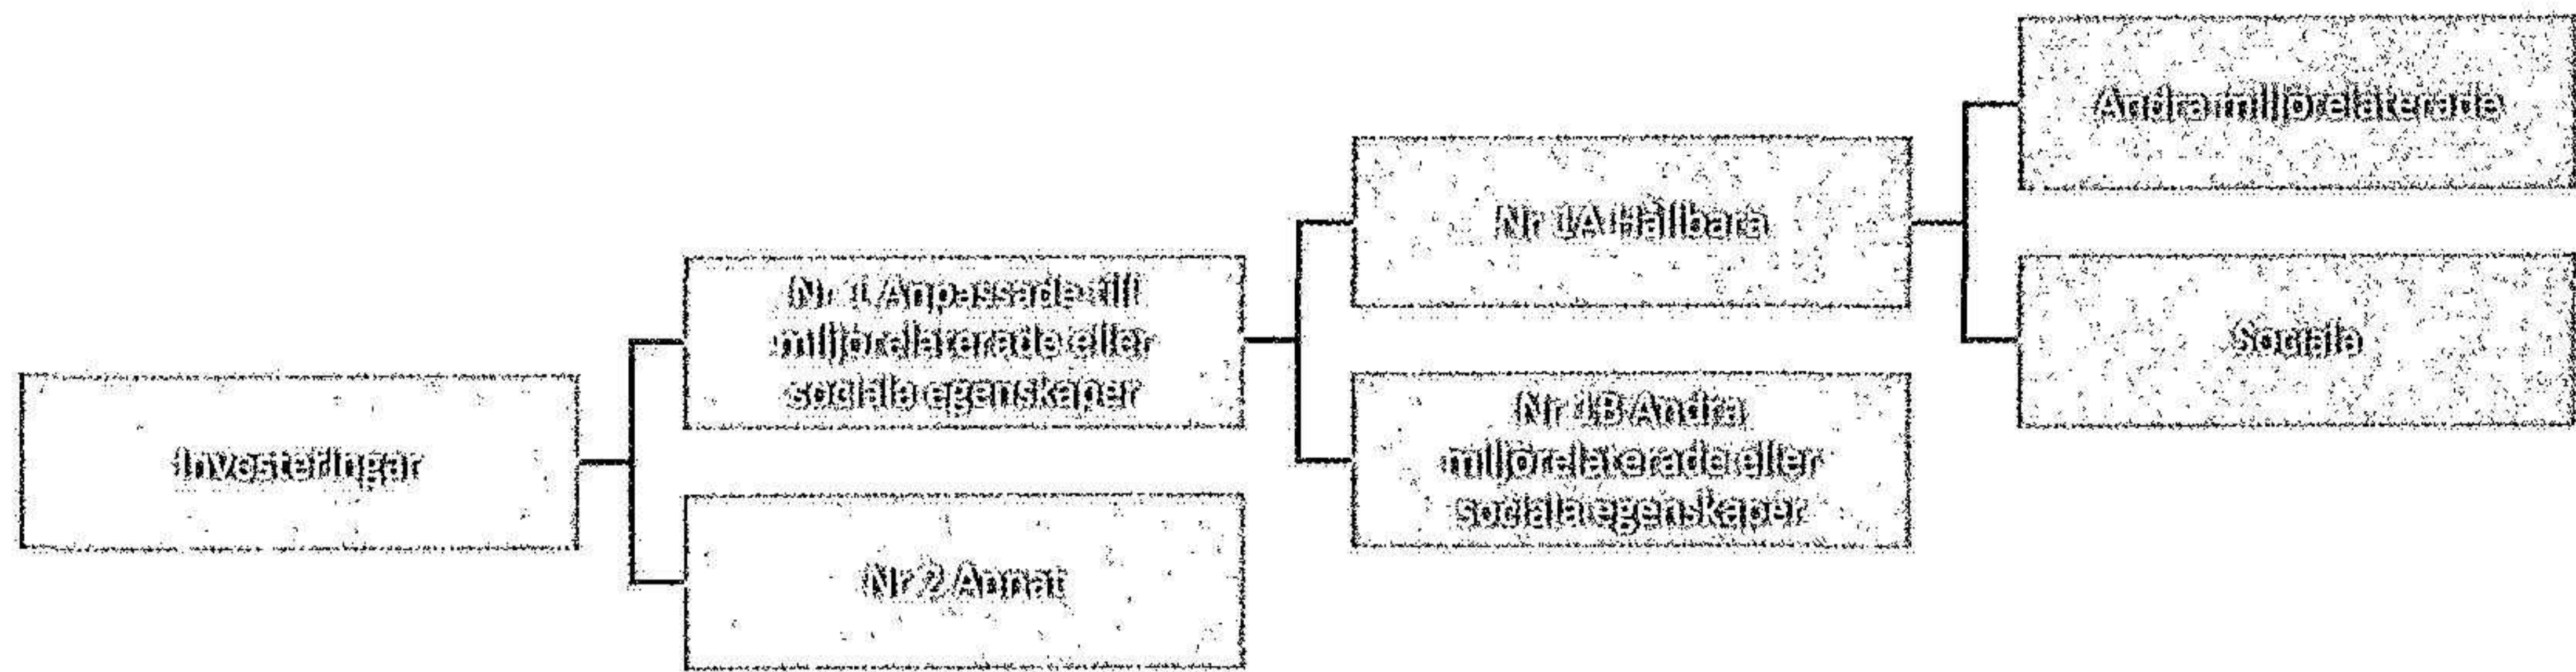 Investeringar
Nr 1 Anpassade till
miljörelaterade eller
sociala egenskaper
Nr 2 Annat
Nr 1A Hållbara
Nr 1B Andra
miljörelaterade eller
sociala egenskaper
Andra miljörelaterade
Sociala